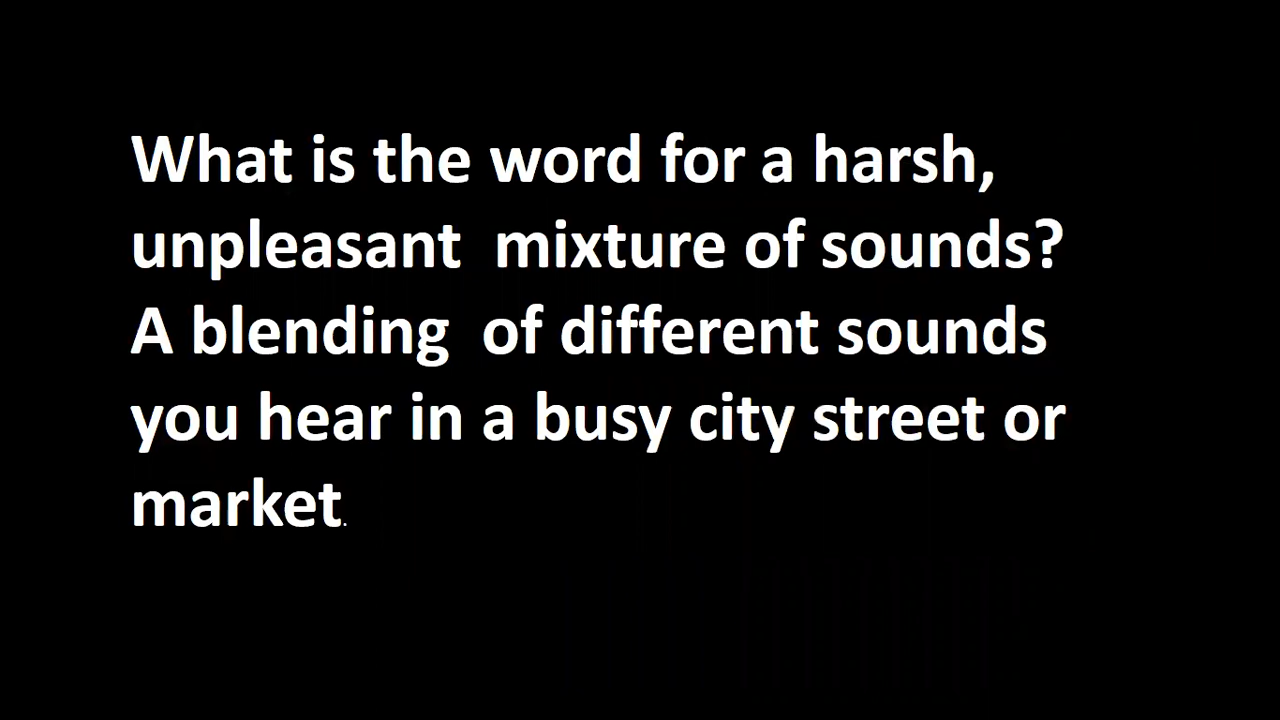 What is the word for a harsh,
unpleasant  mixture of sounds?
A blending  of different sounds
you hear in a busy city street or
market.